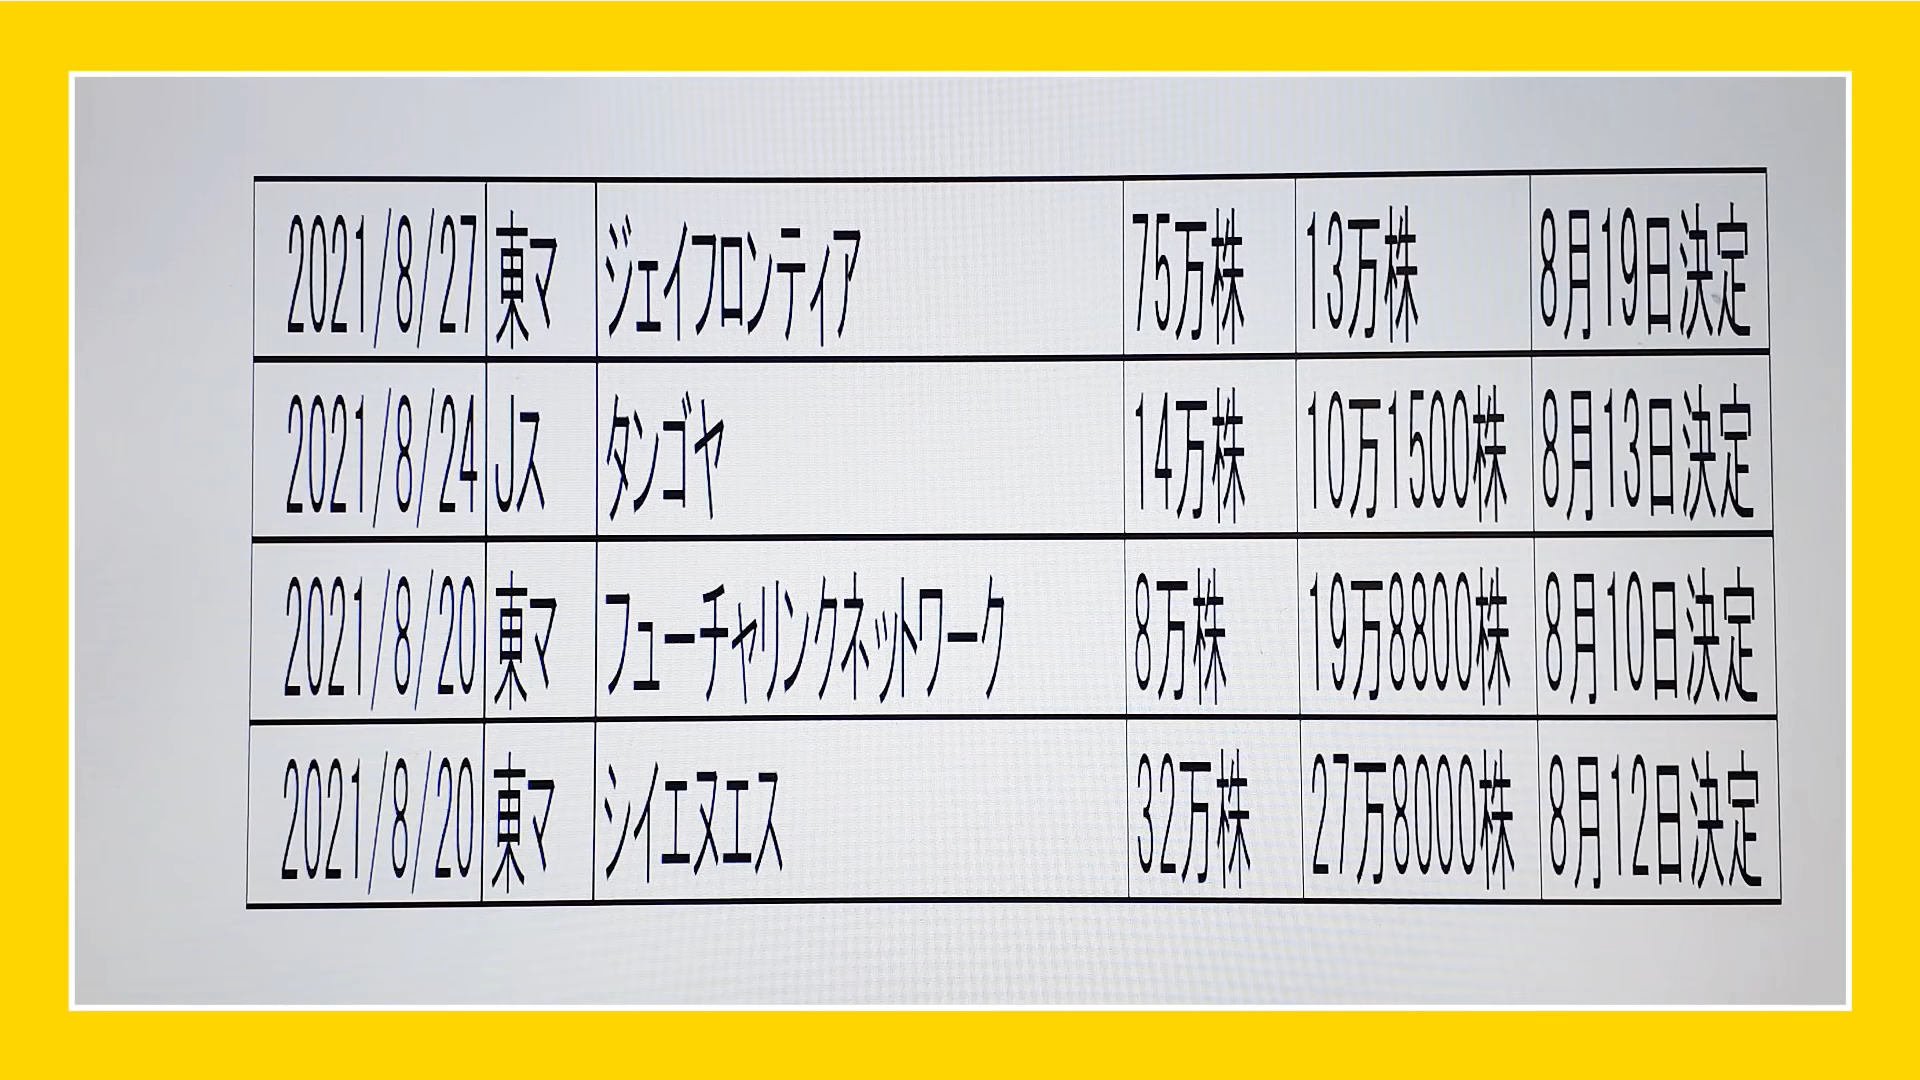 2021/8/27 東マ ジェイフロンティア 75万株 13万株 8月19日決定
2021/8/24 Jス タンゴヤ 14万株 10万1500株 8月13日決定
2021/8/20 東マ フューチャリンクネットワーク 8万株 19万8800株 8月10日決定
2021/8/20 東マ シイエヌエス 32万株 27万8000株 8月12日決定